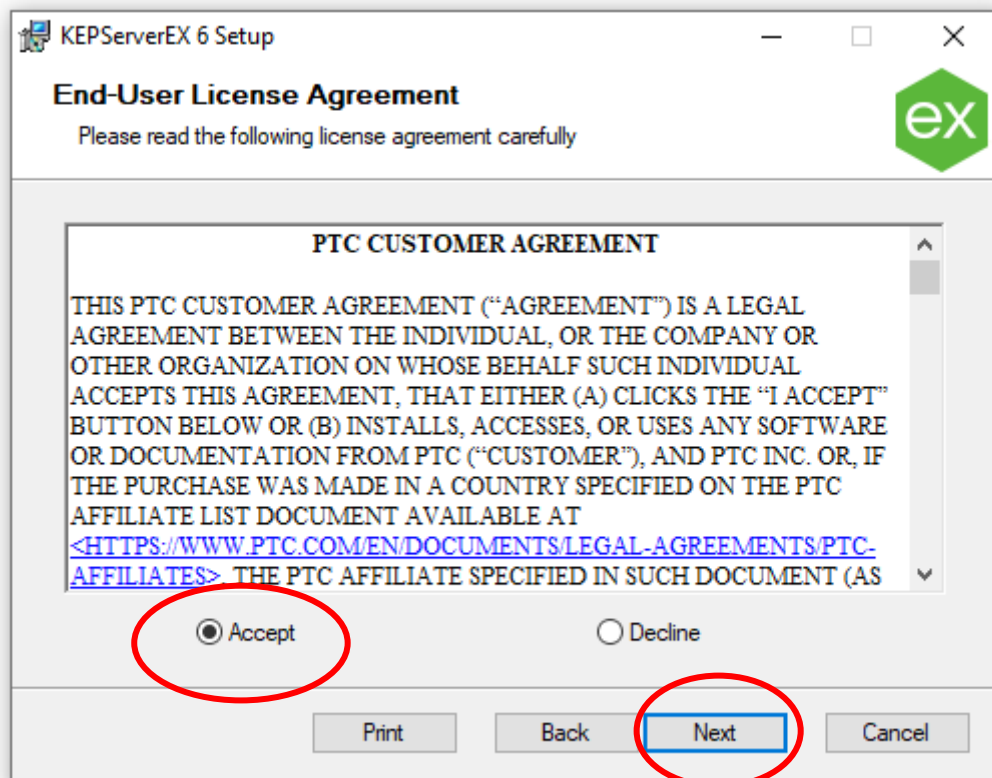 KEPServerEX 6 Setup
End-User License Agreement
Please read the following license agreement carefully
ex
PTC CUSTOMER AGREEMENT
THIS PTC CUSTOMER AGREEMENT (“AGREEMENT”) IS A LEGAL
AGREEMENT BETWEEN THE INDIVIDUAL, OR THE COMPANY OR
OTHER ORGANIZATION ON WHOSE BEHALF SUCH INDIVIDUAL
ACCEPTS THIS AGREEMENT, THAT EITHER (A) CLICKS THE “I ACCEPT”
BUTTON BELOW OR (B) INSTALLS, ACCESSES, OR USES ANY SOFTWARE
OR DOCUMENTATION FROM PTC (“CUSTOMER”), AND PTC INC. OR, IF
THE PURCHASE WAS MADE IN A COUNTRY SPECIFIED ON THE PTC
AFFILIATE LIST DOCUMENT AVAILABLE AT
<HTTPS://WWW.PTC.COM/EN/DOCUMENTS/LEGAL-AGREEMENTS/PTC-
AFFILIATES>, THE PTC AFFILIATE SPECIFIED IN SUCH DOCUMENT (AS
Accept Decline
Print Back Next Cancel